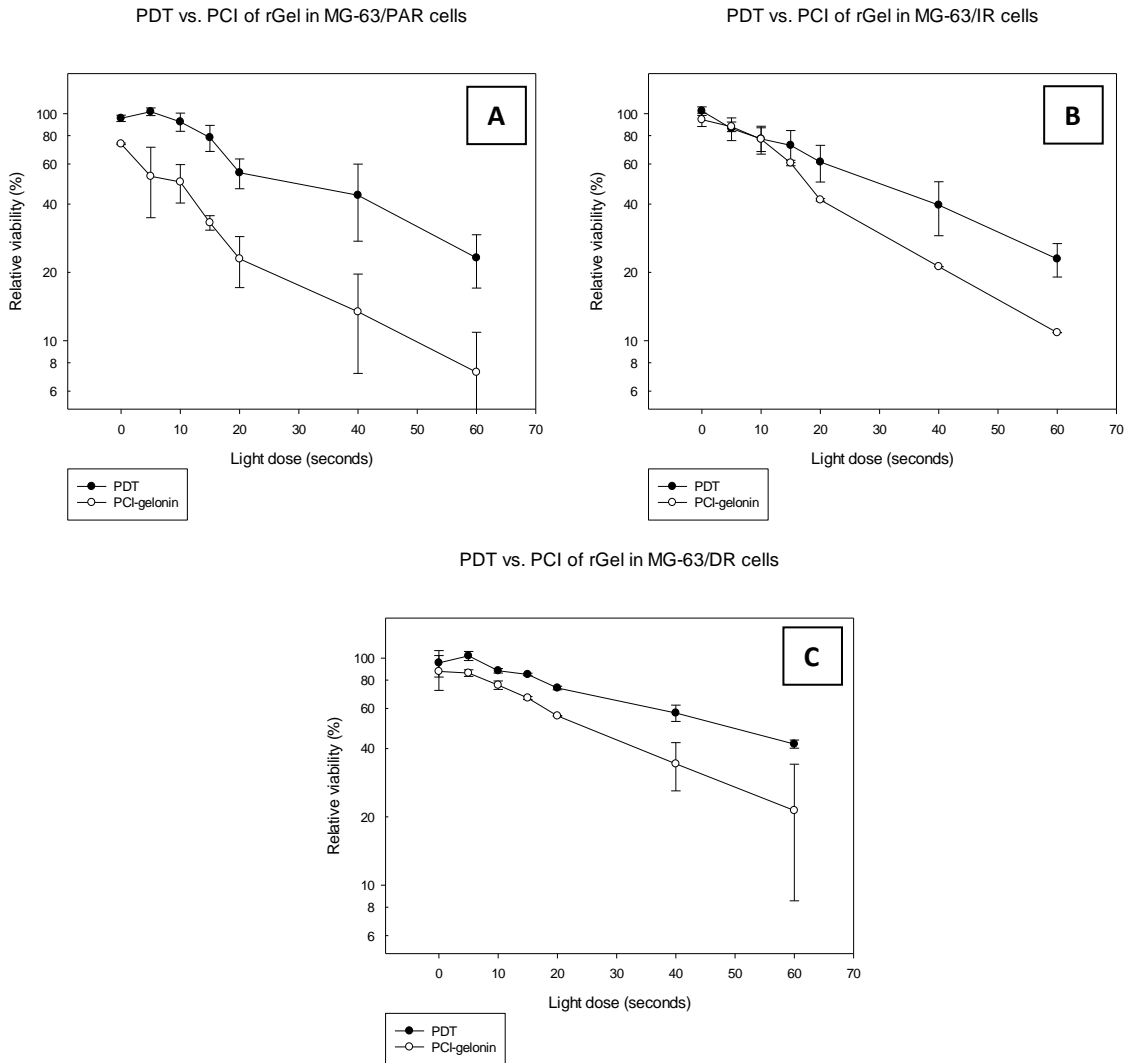 PDT vs. PCI of rGel in MG-63/PAR cells
A
Relative viability (%)
100
80
60
40
20
10
8
6
0 10 20 30 40 50 60 70
Light dose (seconds)
PDT
PCI-gelonin
PDT vs. PCI of rGel in MG-63/IR cells
B
Relative viability (%)
100
80
60
40
20
10
8
6
0 10 20 30 40 50 60 70
Light dose (seconds)
PDT
PCI-gelonin
PDT vs. PCI of rGel in MG-63/DR cells
C
Relative viability (%)
100
80
60
40
20
10
8
6
0 10 20 30 40 50 60 70
Light dose (seconds)
PDT
PCI-gelonin